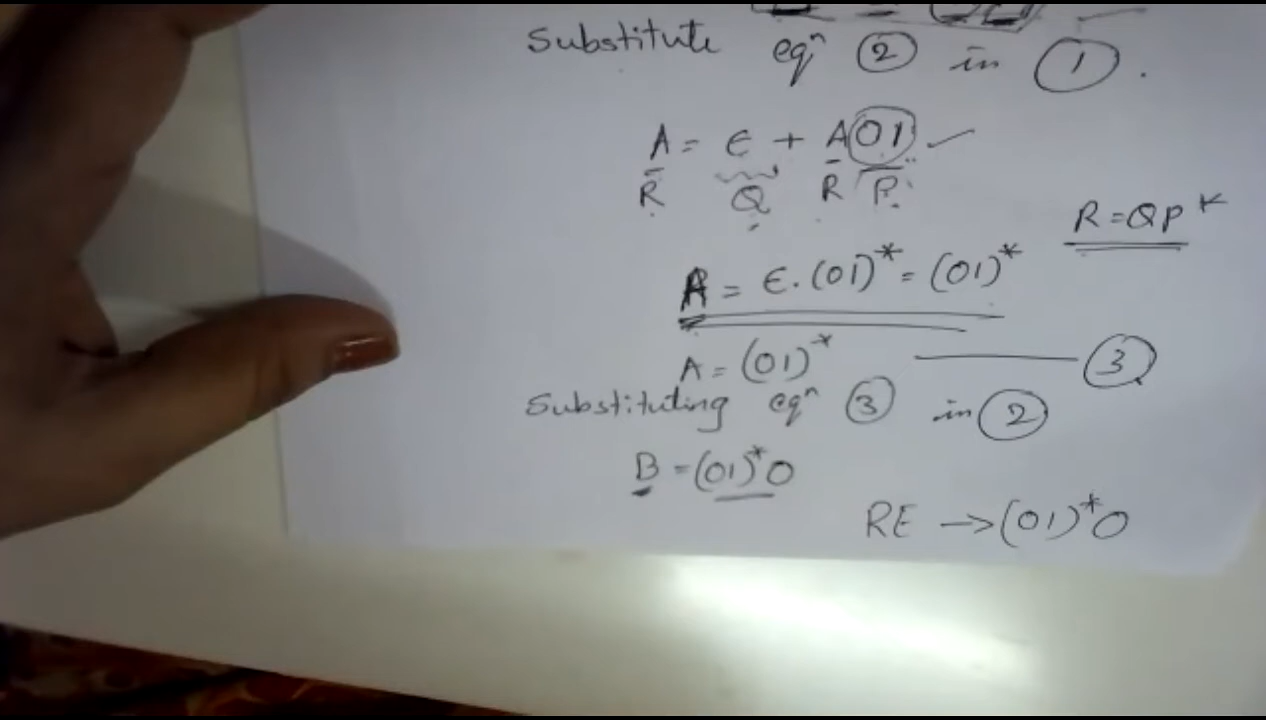 Substitute eqⁿ ② in ①.
A = ϵ + A01 ✓
R Q R P
R = QP*
A = ϵ.(01)* = (01)*
A = (01)* ——— ③
Substituting eqⁿ ③ in ②
B = (01)*0
RE → (01)*0